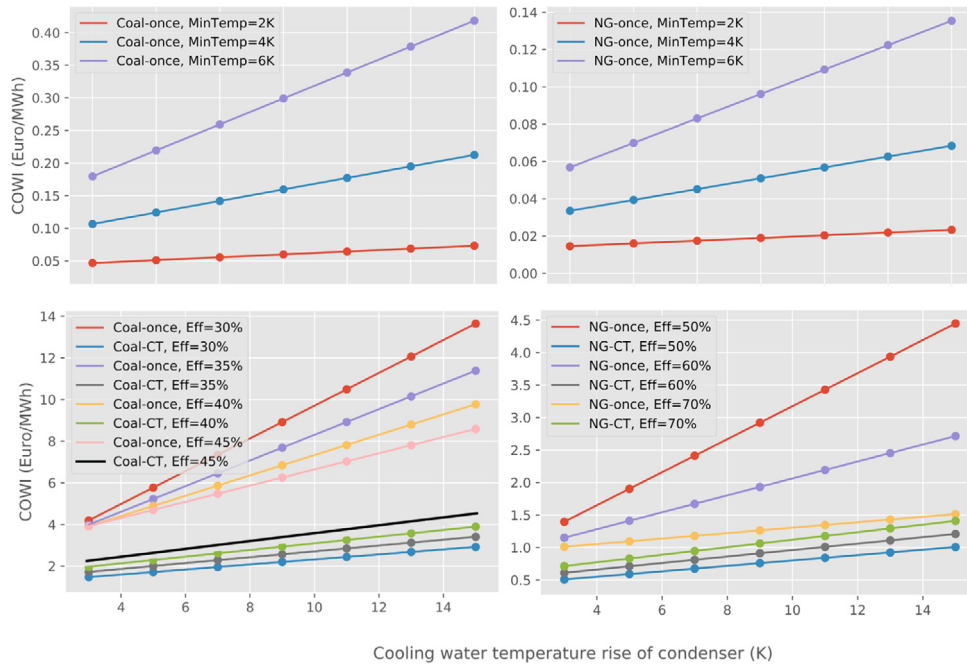 COWI (Euro/MWh)
0.40
0.35
0.30
0.25
0.20
0.15
0.10
0.05
Coal-once, MinTemp=2K
Coal-once, MinTemp=4K
Coal-once, MinTemp=6K
0.14
0.12
0.10
0.08
0.06
0.04
0.02
0.00
NG-once, MinTemp=2K
NG-once, MinTemp=4K
NG-once, MinTemp=6K
COWI (Euro/MWh)
14
12
10
8
6
4
2
Coal-once, Eff=30%
Coal-CT, Eff=30%
Coal-once, Eff=35%
Coal-CT, Eff=35%
Coal-once, Eff=40%
Coal-CT, Eff=40%
Coal-once, Eff=45%
Coal-CT, Eff=45%
4 6 8 10 12 14
4.5
4.0
3.5
3.0
2.5
2.0
1.5
1.0
0.5
NG-once, Eff=50%
NG-CT, Eff=50%
NG-once, Eff=60%
NG-CT, Eff=60%
NG-once, Eff=70%
NG-CT, Eff=70%
4 6 8 10 12 14
Cooling water temperature rise of condenser (K)